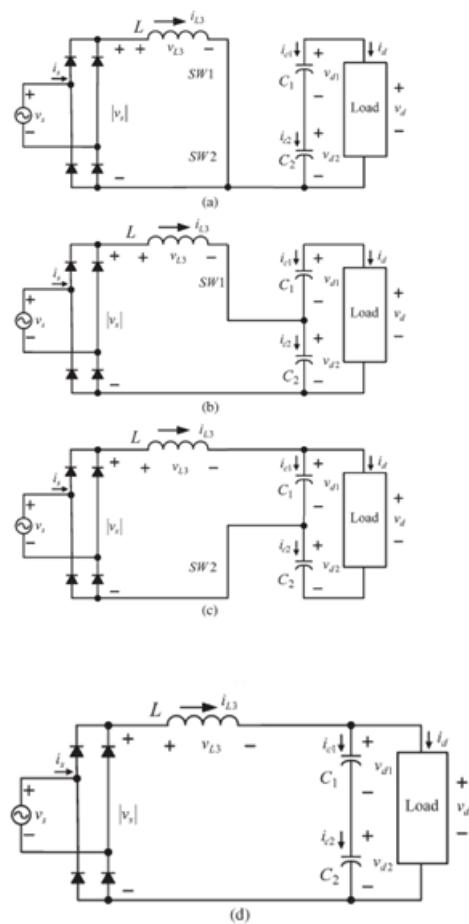 L i_L3
+ + v_L3 −
i_s
SW1
i_c1 + i_d
C_1 v_d1
−
+ v_s −
|v_s|
Load
+ v_d −
SW2
i_c2 +
C_2 v_d2
− −
(a)
L i_L3
+ + v_L3 −
i_s
SW1
i_c1 + i_d
C_1 v_d1
−
+ v_s −
|v_s|
Load
+ v_d −
i_c2 +
C_2 v_d2
− −
(b)
L i_L3
+ + v_L3 −
i_s
i_c1 + i_d
C_1 v_d1
−
+ v_s −
|v_s|
Load
+ v_d −
SW2
i_c2 +
C_2 v_d2
− −
(c)
L i_L3
+ + v_L3 −
i_s
i_c1 + i_d
C_1 v_d1
−
+ v_s −
|v_s|
Load
+ v_d −
i_c2 +
C_2 v_d2
− −
(d)